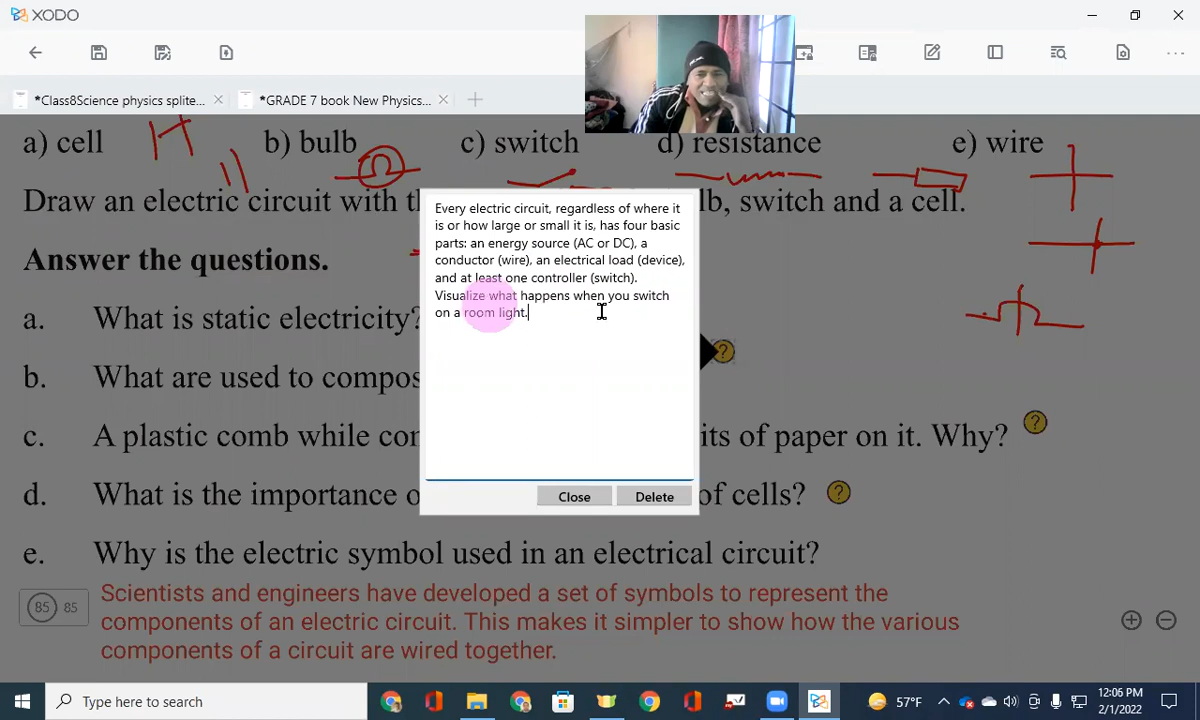 XODO
*Class8Science physics splite...
*GRADE 7 book New Physics...
a) cell b) bulb c) switch d) resistance e) wire
Draw an electric circuit with th lb, switch and a cell.
Answer the questions.
a. What is static electricity?
b. What are used to compos
c. A plastic comb while com its of paper on it. Why?
d. What is the importance o of cells?
e. Why is the electric symbol used in an electrical circuit?
Every electric circuit, regardless of where it
is or how large or small it is, has four basic
parts: an energy source (AC or DC), a
conductor (wire), an electrical load (device),
and at least one controller (switch).
Visualize what happens when you switch
on a room light.
Close Delete
85 85
Scientists and engineers have developed a set of symbols to represent the
components of an electric circuit. This makes it simpler to show how the various
components of a circuit are wired together.
Type here to search
57°F
12:06 PM
2/1/2022